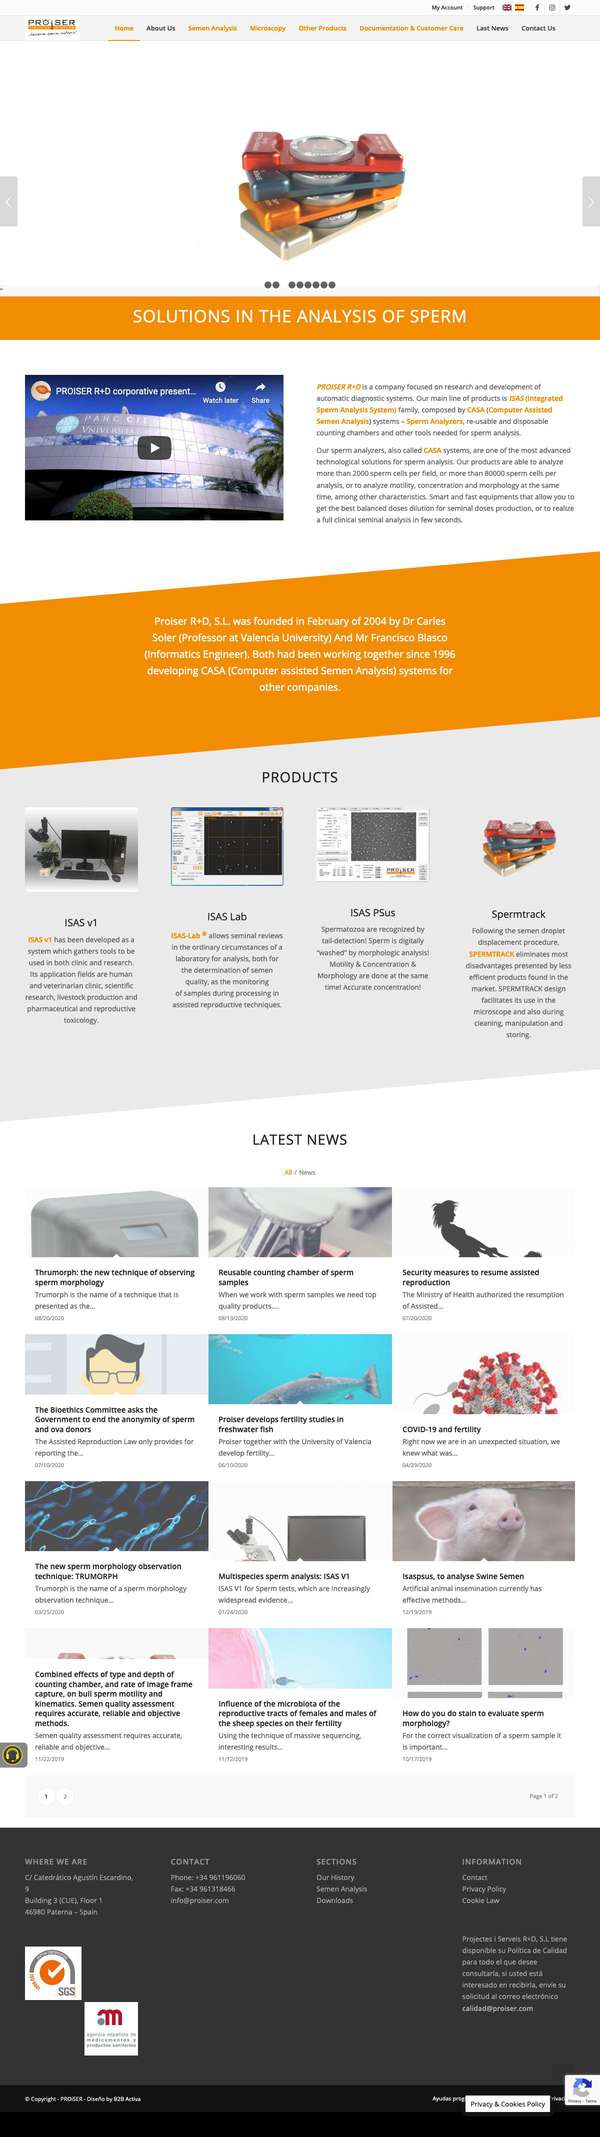 My Account Support
PROiSER
Home About Us Semen Analysis Microscopy Other Products Documentation & Customer Care Last News Contact Us
SOLUTIONS IN THE ANALYSIS OF SPERM
PROISER R+D corporative present...
Watch later
Share
PARC CIE
UNIVERSITAT
PROISER R+D is a company focused on research and development of
automatic diagnostic systems. Our main line of products is ISAS (Integrated
Sperm Analysis System) family, composed by CASA (Computer Assisted
Semen Analysis) systems – Sperm Analyzers, re-usable and disposable
counting chambers and other tools needed for sperm analysis.
Our sperm analyzers, also called CASA systems, are one of the most advanced
technological solutions for sperm analysis. Our products are able to analyze
more than 2000 sperm cells per field, or more than 80000 sperm cells per
analysis, or to analyze motility, concentration and morphology at the same
time, among other characteristics. Smart and fast equipments that allow you to
get the best balanced doses dilution for seminal doses production, or to realize
a full clinical seminal analysis in few seconds.
Proiser R+D, S.L. was founded in February of 2004 by Dr Carles
Soler (Professor at Valencia University) And Mr Francisco Blasco
(Informatics Engineer). Both had been working together since 1996
developing CASA (Computer assisted Semen Analysis) systems for
other companies.
PRODUCTS
ISAS v1
ISAS v1 has been developed as a
system which gathers tools to be
used in both clinic and research.
Its application fields are human
and veterinarian clinic, scientific
research, livestock production and
pharmaceutical and reproductive
toxicology.
ISAS Lab
ISAS-Lab ® allows seminal reviews
in the ordinary circumstances of a
laboratory for analysis, both for
the determination of semen
quality, as the monitoring
of samples during processing in
assisted reproductive techniques.
PROiSER
ISAS PSus
Spermatozoa are recognized by
tail-detection! Sperm is digitally
“washed” by morphologic analysis!
Motility & Concentration &
Morphology are done at the same
time! Accurate concentration!
Spermtrack
Following the semen droplet
displacement procedure,
SPERMTRACK eliminates most
disadvantages presented by less
efficient products found in the
market. SPERMTRACK design
facilitates its use in the
microscope and also during
cleaning, manipulation and
storing.
LATEST NEWS
All / News
Thrumorph: the new technique of observing
sperm morphology
Trumorph is the name of a technique that is
presented as the...
08/20/2020
Reusable counting chamber of sperm
samples
When we work with sperm samples we need top
quality products....
08/13/2020
Security measures to resume assisted
reproduction
The Ministry of Health authorized the resumption
of Assisted...
07/20/2020
The Bioethics Committee asks the
Government to end the anonymity of sperm
and ova donors
The Assisted Reproduction Law only provides for
reporting the...
07/10/2020
Proiser develops fertility studies in
freshwater fish
Proiser together with the University of Valencia
develop fertility...
06/10/2020
COVID-19 and fertility
Right now we are in an unexpected situation, we
knew what was...
04/29/2020
The new sperm morphology observation
technique: TRUMORPH
Trumorph is the name of a sperm morphology
observation technique...
03/25/2020
Multispecies sperm analysis: ISAS V1
ISAS V1 for Sperm tests, which are increasingly
widespread evidence...
01/24/2020
Isaspsus, to analyse Swine Semen
Artificial animal insemination currently has
effective methods...
12/19/2019
Combined effects of type and depth of
counting chamber, and rate of image frame
capture, on bull sperm motility and
kinematics. Semen quality assessment
requires accurate, reliable and objective
methods.
Semen quality assessment requires accurate,
reliable and objective...
11/22/2019
Influence of the microbiota of the
reproductive tracts of females and males of
the sheep species on their fertility
Using the technique of massive sequencing,
interesting results...
11/12/2019
How do you do stain to evaluate sperm
morphology?
For the correct visualization of a sperm sample it
is important...
10/17/2019
1 2
Page 1 of 2
WHERE WE ARE
C/ Catedrático Agustín Escardino,
9
Building 3 (CUE), Floor 1
46980 Paterna – Spain
SGS
agencia española de
medicamentos y
productos sanitarios
CONTACT
Phone: +34 961196060
Fax: +34 961318466
info@proiser.com
SECTIONS
Our History
Semen Analysis
Downloads
INFORMATION
Contact
Privacy Policy
Cookie Law
Projectes i Serveis R+D, S.L tiene
disponible su Política de Calidad
para todo el que desee
consultarla, si usted está
interesado en recibirla, envíe su
solicitud al correo electrónico
calidad@proiser.com
© Copyright - PROiSER - Diseño by B2B Activa
Ayudas prog
Privacy & Cookies Policy
Privacy - Terms